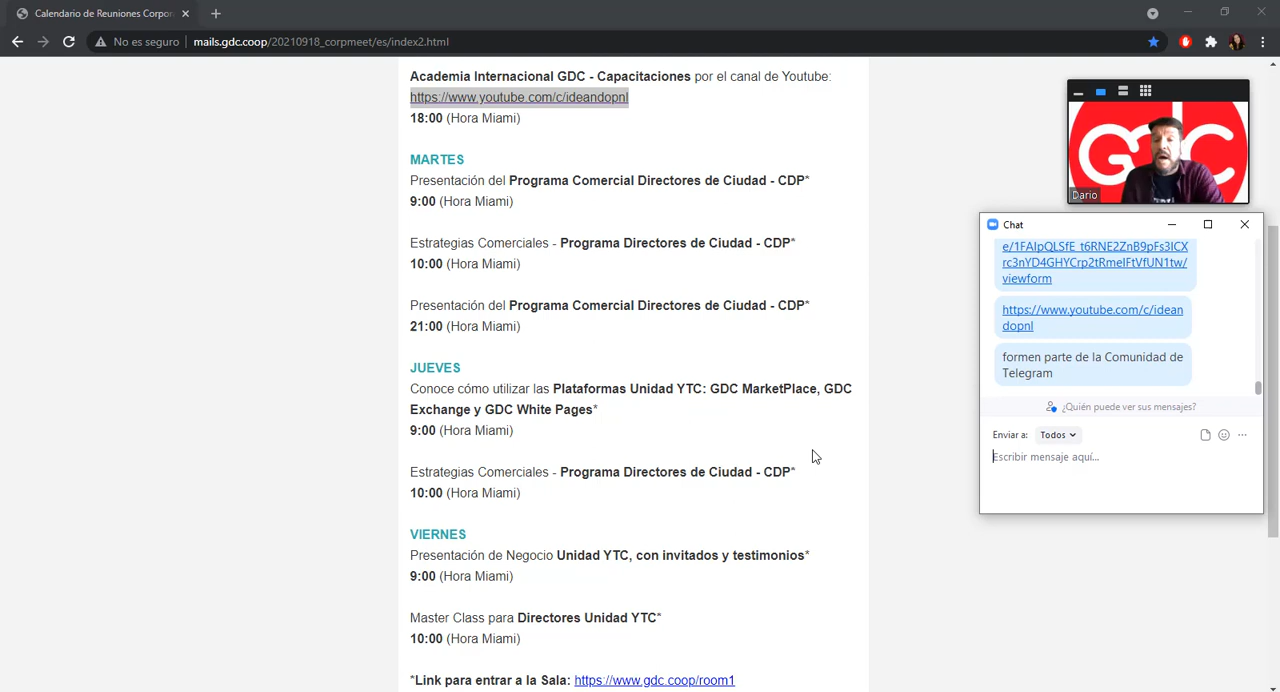 Calendario de Reuniones Corpor
No es seguro
mails.gdc.coop/20210918_corpmeet/es/index2.html
Academia Internacional GDC - Capacitaciones por el canal de Youtube:
https://www.youtube.com/c/ideandopnl
18:00 (Hora Miami)
MARTES
Presentación del Programa Comercial Directores de Ciudad - CDP*
9:00 (Hora Miami)
Estrategias Comerciales - Programa Directores de Ciudad - CDP*
10:00 (Hora Miami)
Presentación del Programa Comercial Directores de Ciudad - CDP*
21:00 (Hora Miami)
JUEVES
Conoce cómo utilizar las Plataformas Unidad YTC: GDC MarketPlace, GDC
Exchange y GDC White Pages*
9:00 (Hora Miami)
Estrategias Comerciales - Programa Directores de Ciudad - CDP*
10:00 (Hora Miami)
VIERNES
Presentación de Negocio Unidad YTC, con invitados y testimonios*
9:00 (Hora Miami)
Master Class para Directores Unidad YTC*
10:00 (Hora Miami)
*Link para entrar a la Sala: https://www.gdc.coop/room1
gdc
Dario
Chat
e/1FAIpQLSfE_t6RNE2ZnB9pFs3ICX
rc3nYD4GHYCrp2tRmeIFtVfUN1tw/
viewform
https://www.youtube.com/c/idean
dopnl
formen parte de la Comunidad de
Telegram
¿Quién puede ver sus mensajes?
Enviar a: Todos
Escribir mensaje aquí...